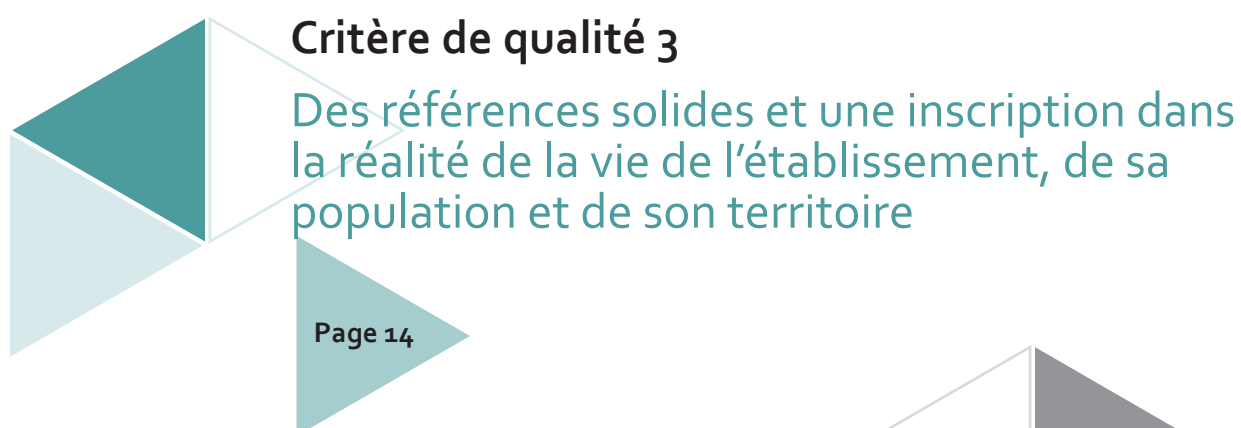 Critère de qualité 3
Des références solides et une inscription dans
la réalité de la vie de l’établissement, de sa
population et de son territoire
Page 14